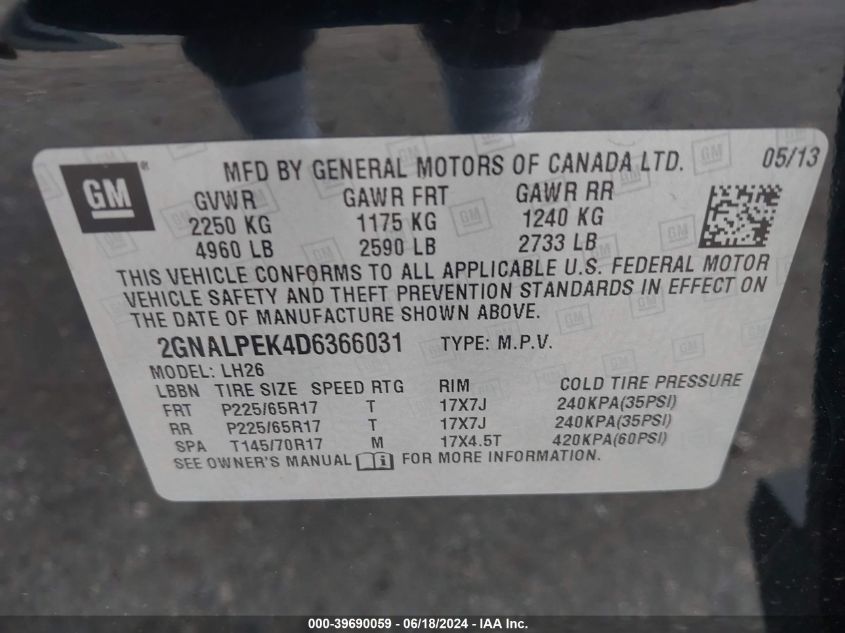 GM ®
MFD BY GENERAL MOTORS OF CANADA LTD. 05/13
GVWR GAWR FRT GAWR RR
2250 KG 1175 KG 1240 KG
4960 LB 2590 LB 2733 LB
THIS VEHICLE CONFORMS TO ALL APPLICABLE U.S. FEDERAL MOTOR
VEHICLE SAFETY AND THEFT PREVENTION STANDARDS IN EFFECT ON
THE DATE OF MANUFACTURE SHOWN ABOVE.
2GNALPEK4D6366031 TYPE: M.P.V.
MODEL: LH26
LBBN TIRE SIZE SPEED RTG RIM COLD TIRE PRESSURE
FRT P225/65R17 T 17X7J 240KPA(35PSI)
RR P225/65R17 T 17X7J 240KPA(35PSI)
SPA T145/70R17 M 17X4.5T 420KPA(60PSI)
SEE OWNER'S MANUAL i FOR MORE INFORMATION.
000-39690059 - 06/18/2024 - IAAI Inc.